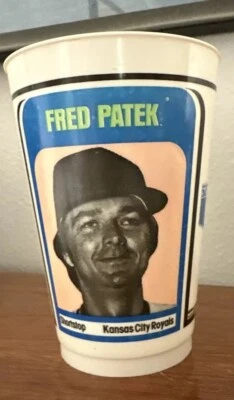 FRED PATEK
Shortstop Kansas City Royals